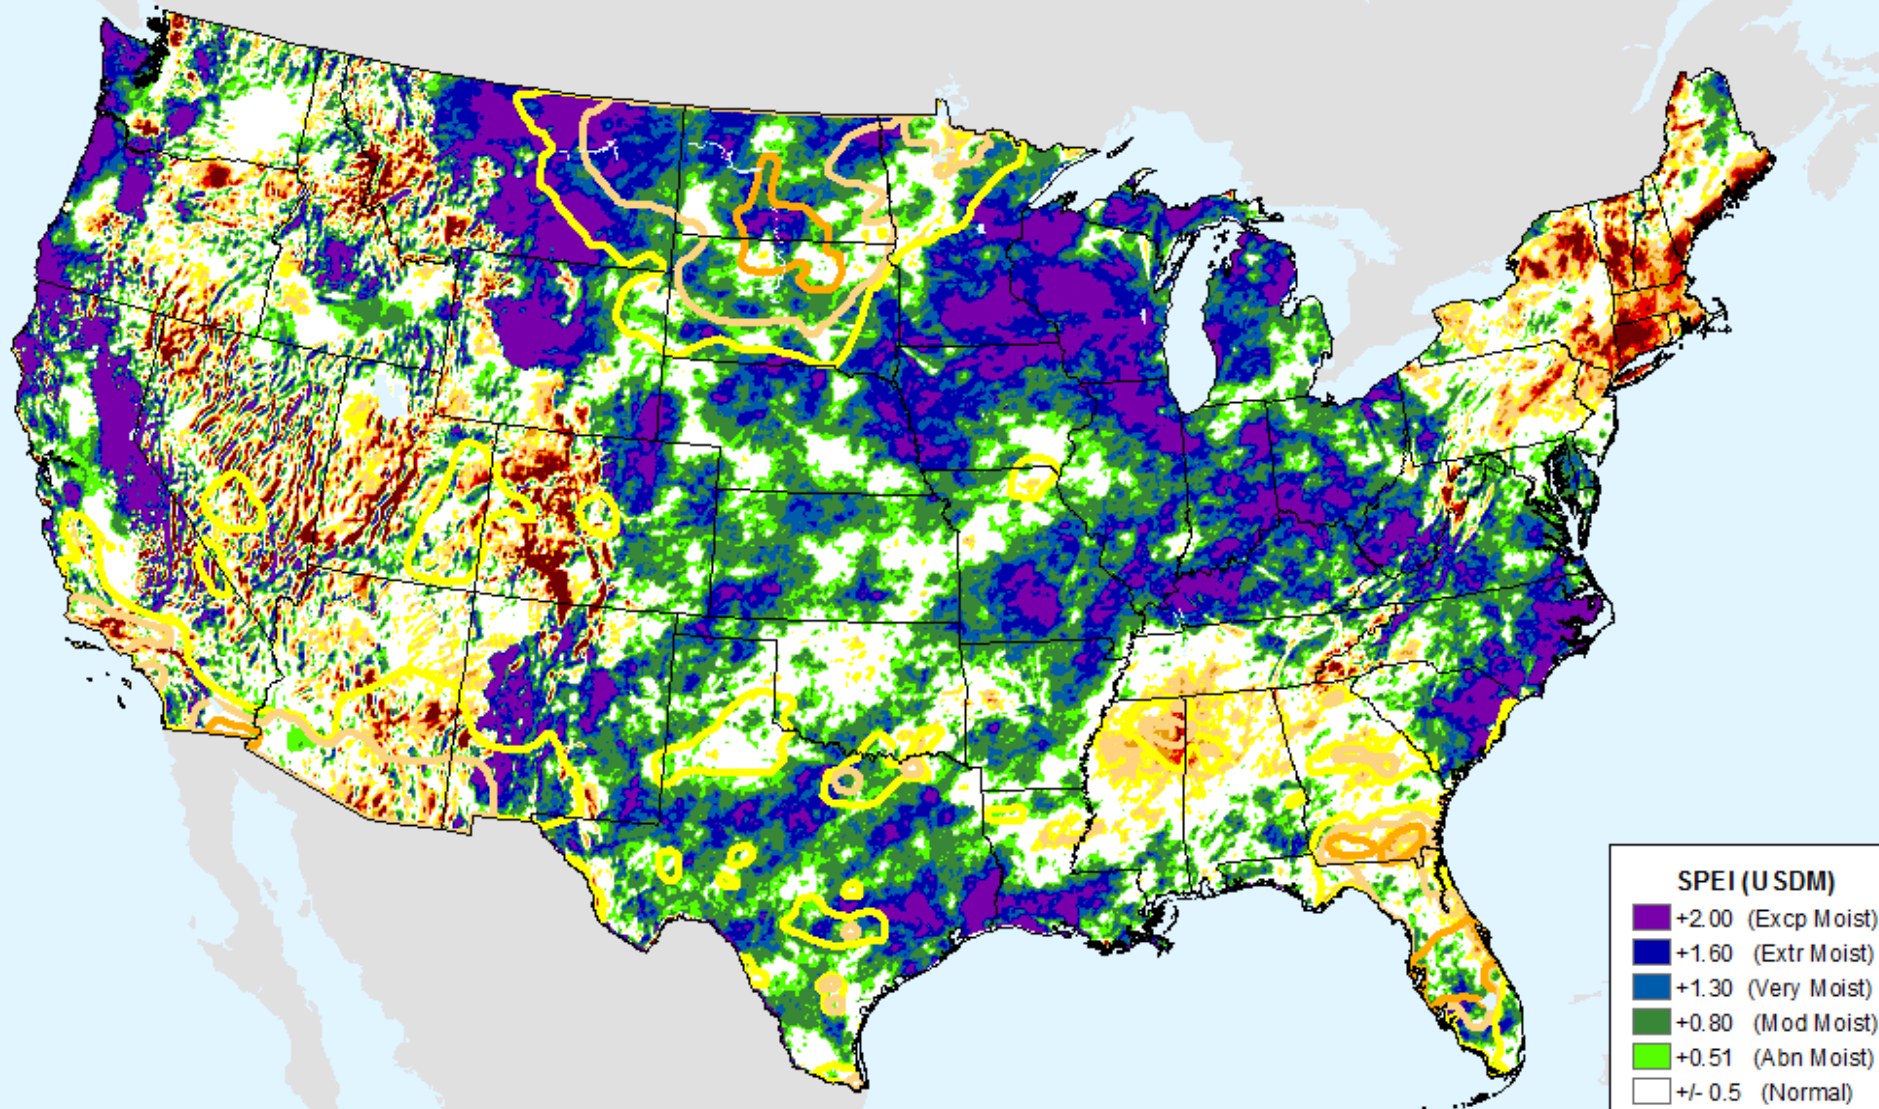 SPEI (USDM)
+2.00 (Excp Moist)
+1.60 (Extr Moist)
+1.30 (Very Moist)
+0.80 (Mod Moist)
+0.51 (Abn Moist)
+/- 0.5 (Normal)